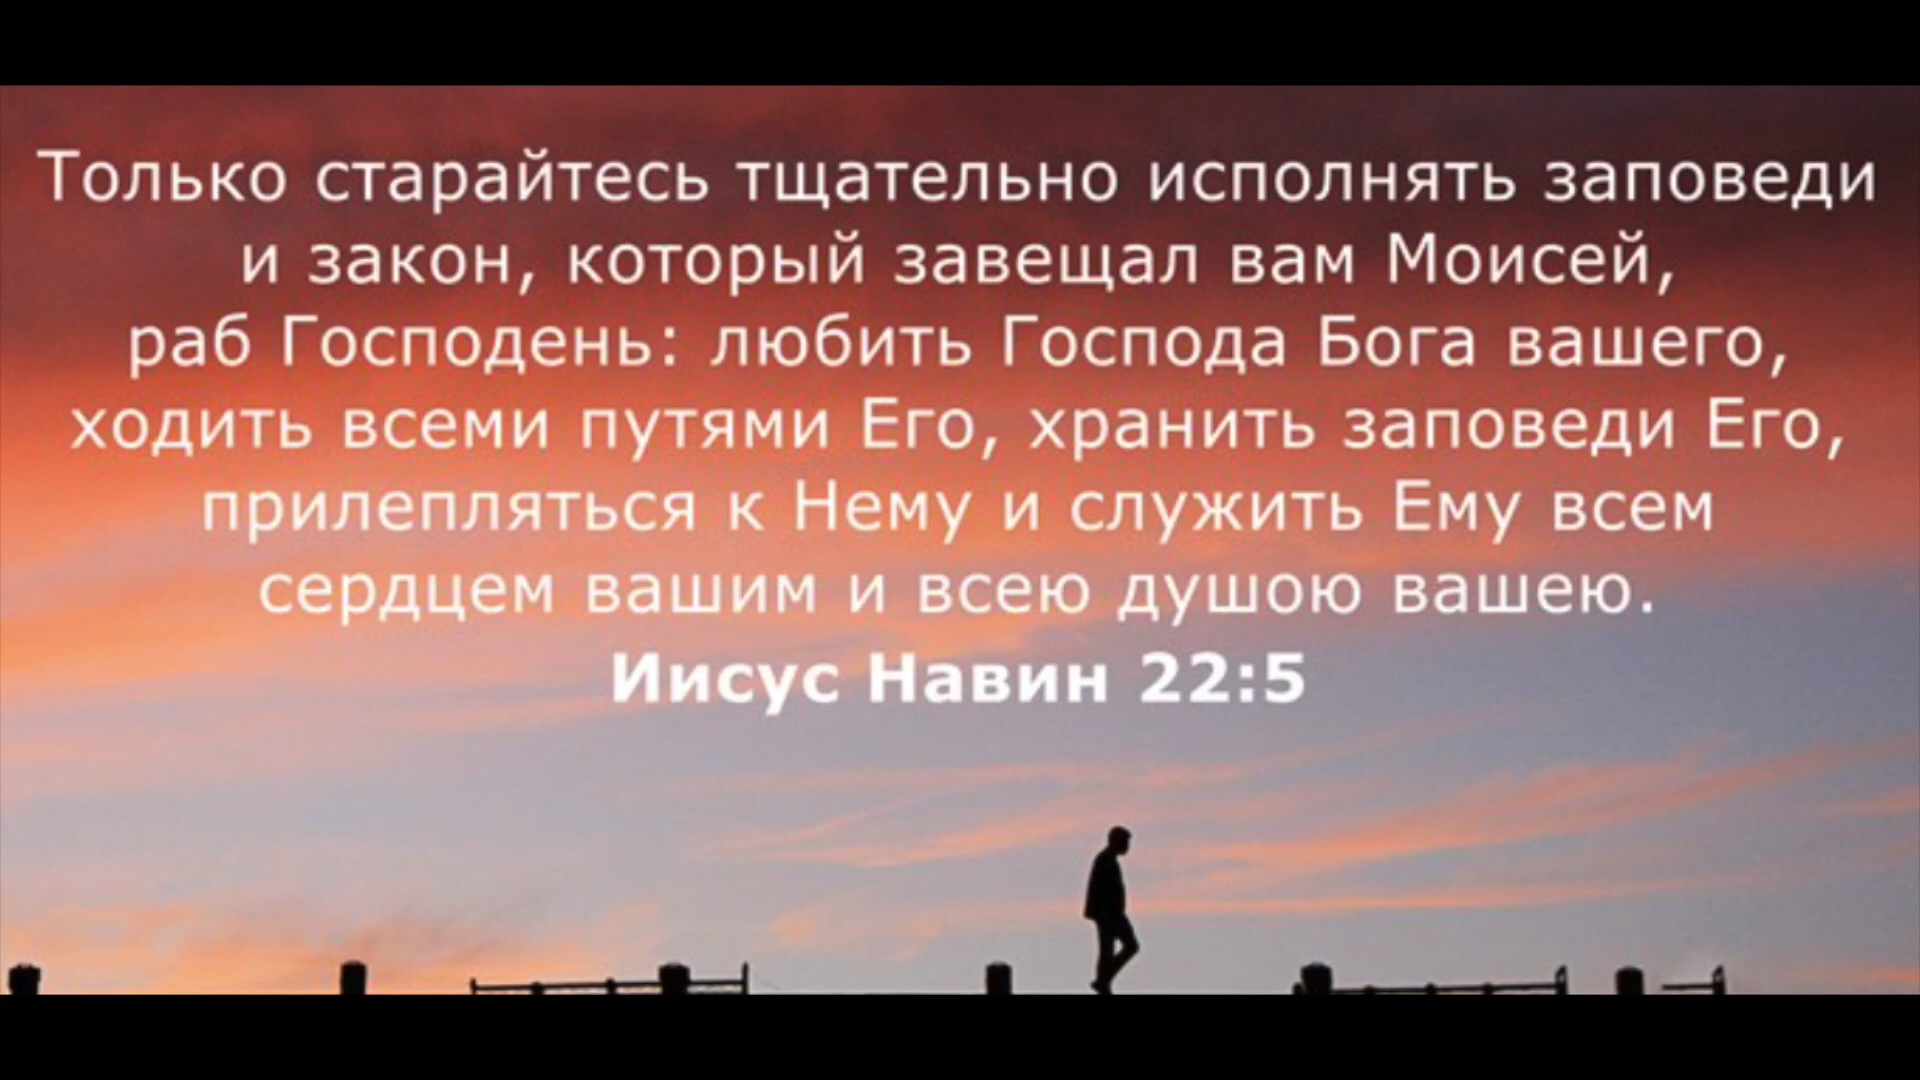 Только старайтесь тщательно исполнять заповеди
и закон, который завещал вам Моисей,
раб Господень: любить Господа Бога вашего,
ходить всеми путями Его, хранить заповеди Его,
прилепляться к Нему и служить Ему всем
сердцем вашим и всею душою вашею.
Иисус Навин 22:5